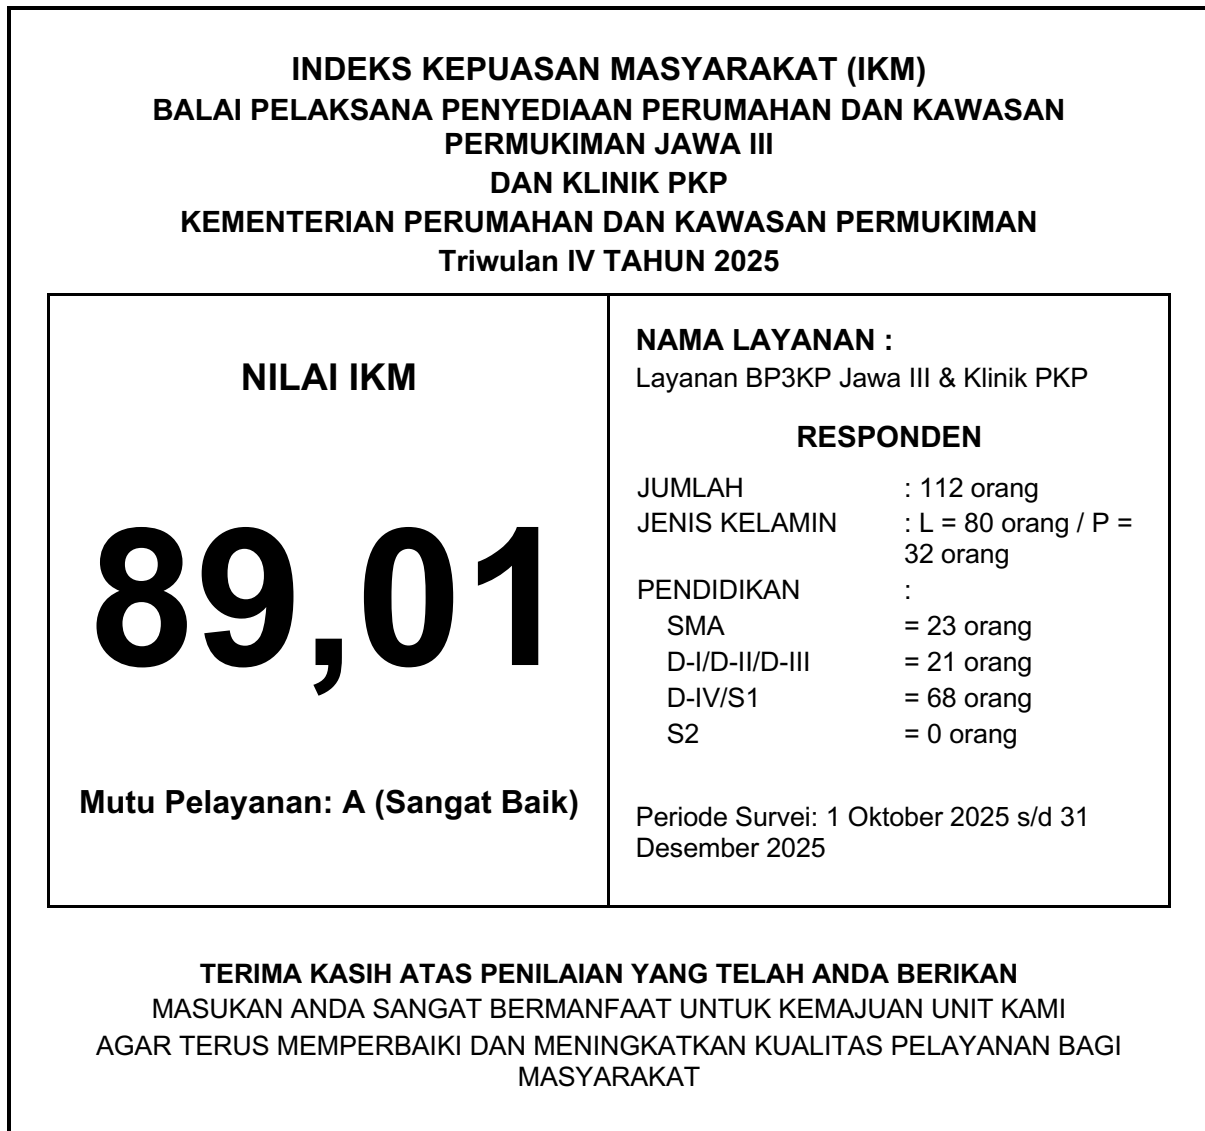 INDEKS KEPUASAN MASYARAKAT (IKM)
BALAI PELAKSANA PENYEDIAAN PERUMAHAN DAN KAWASAN
PERMUKIMAN JAWA III
DAN KLINIK PKP
KEMENTERIAN PERUMAHAN DAN KAWASAN PERMUKIMAN
Triwulan IV TAHUN 2025
NILAI IKM
89,01
Mutu Pelayanan: A (Sangat Baik)
NAMA LAYANAN :
Layanan BP3KP Jawa III & Klinik PKP
RESPONDEN
JUMLAH : 112 orang
JENIS KELAMIN : L = 80 orang / P =
32 orang
PENDIDIKAN :
SMA = 23 orang
D-I/D-II/D-III = 21 orang
D-IV/S1 = 68 orang
S2 = 0 orang
Periode Survei: 1 Oktober 2025 s/d 31
Desember 2025
TERIMA KASIH ATAS PENILAIAN YANG TELAH ANDA BERIKAN
MASUKAN ANDA SANGAT BERMANFAAT UNTUK KEMAJUAN UNIT KAMI
AGAR TERUS MEMPERBAIKI DAN MENINGKATKAN KUALITAS PELAYANAN BAGI
MASYARAKAT